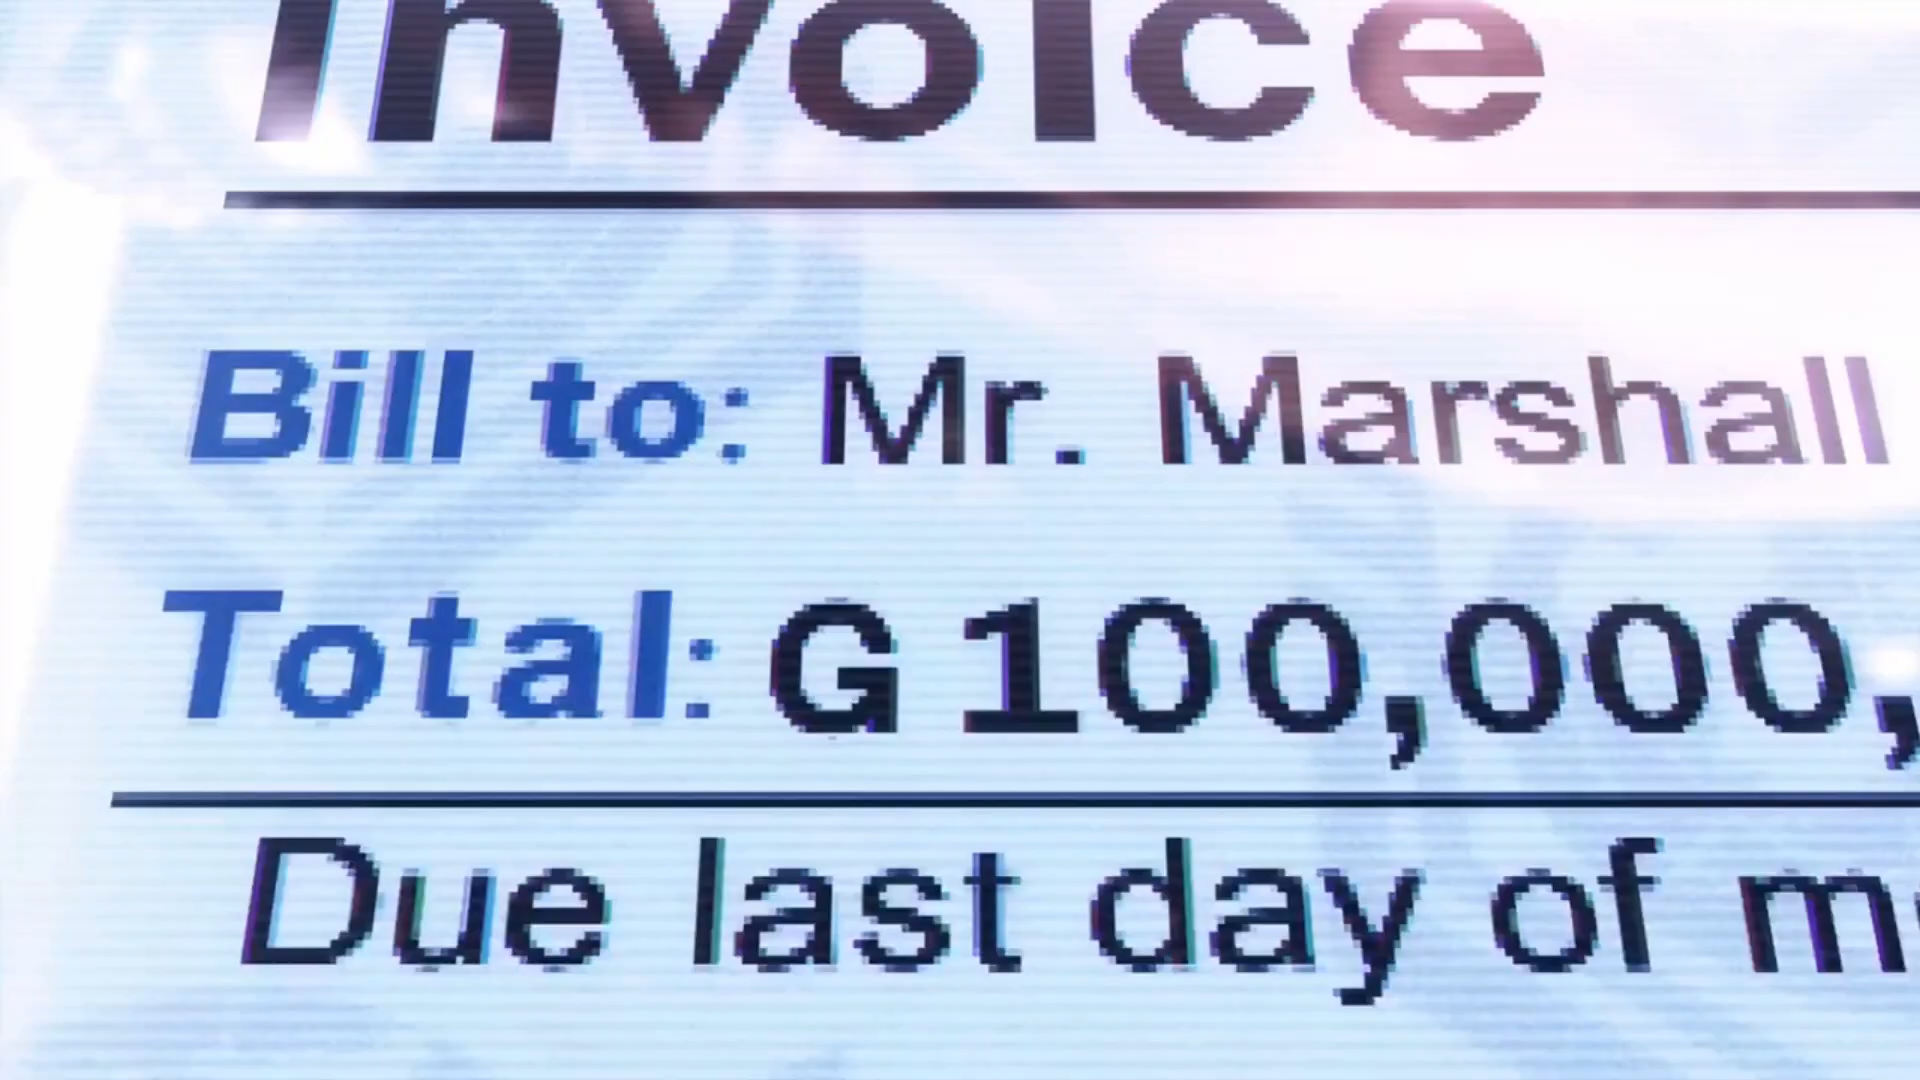 Invoice
Bill to: Mr. Marshall
Total: G 100,000,
Due last day of